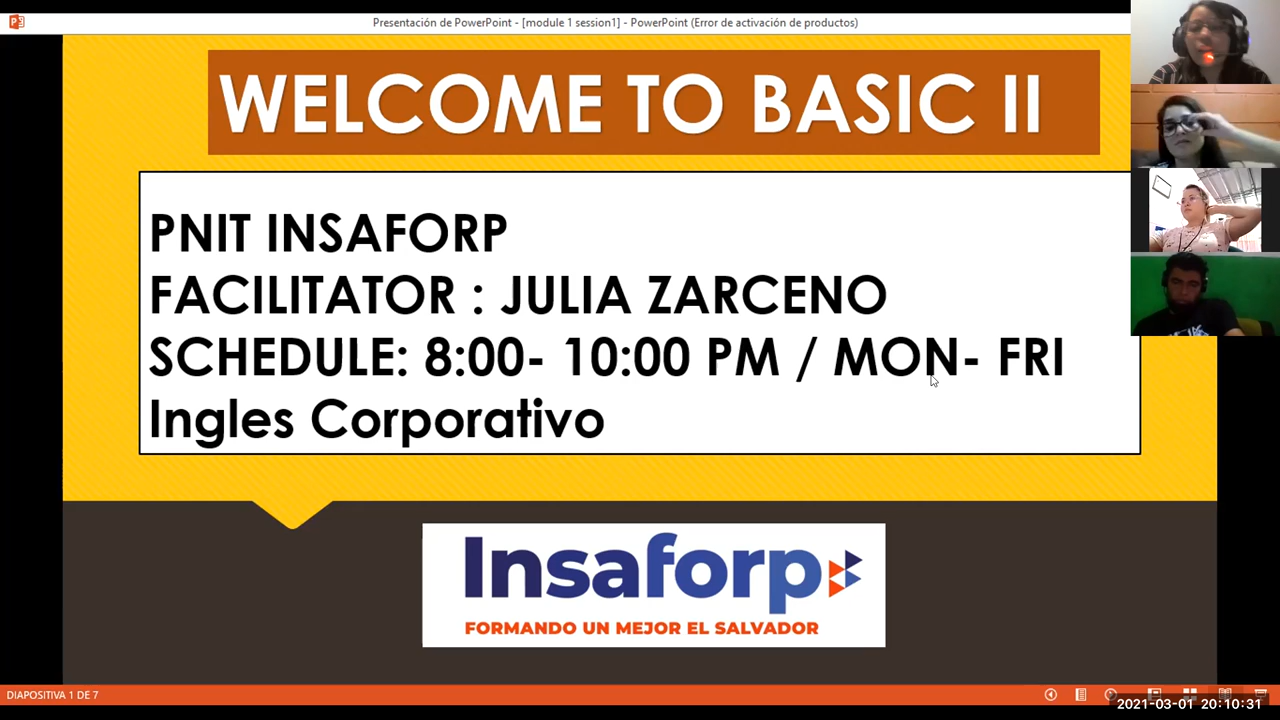 Presentación de PowerPoint - [module 1 session1] - PowerPoint (Error de activación de productos)
WELCOME TO BASIC II
PNIT INSAFORP
FACILITATOR : JULIA ZARCENO
SCHEDULE: 8:00- 10:00 PM / MON- FRI
Ingles Corporativo
Insaforp
FORMANDO UN MEJOR EL SALVADOR
DIAPOSITIVA 1 DE 7
2021-03-01 20:10:31